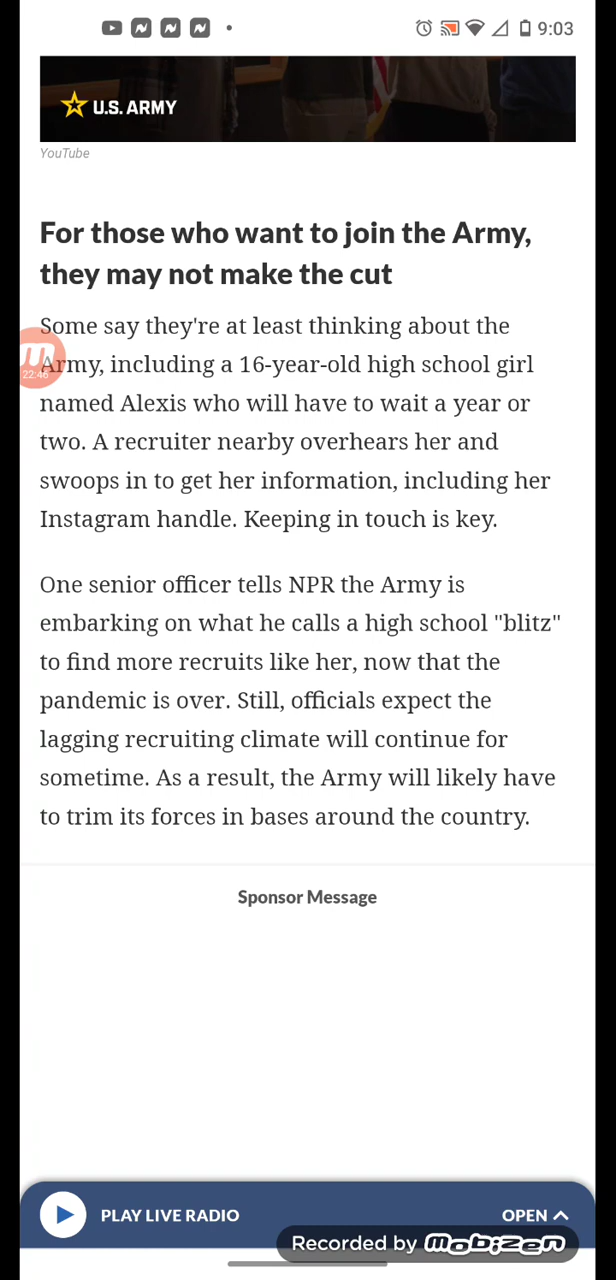 9:03
U.S. ARMY
YouTube
For those who want to join the Army,
they may not make the cut
Some say they're at least thinking about the
Army, including a 16-year-old high school girl
named Alexis who will have to wait a year or
two. A recruiter nearby overhears her and
swoops in to get her information, including her
Instagram handle. Keeping in touch is key.
22:46
One senior officer tells NPR the Army is
embarking on what he calls a high school "blitz"
to find more recruits like her, now that the
pandemic is over. Still, officials expect the
lagging recruiting climate will continue for
sometime. As a result, the Army will likely have
to trim its forces in bases around the country.
Sponsor Message
PLAY LIVE RADIO
OPEN
Recorded by mobizen